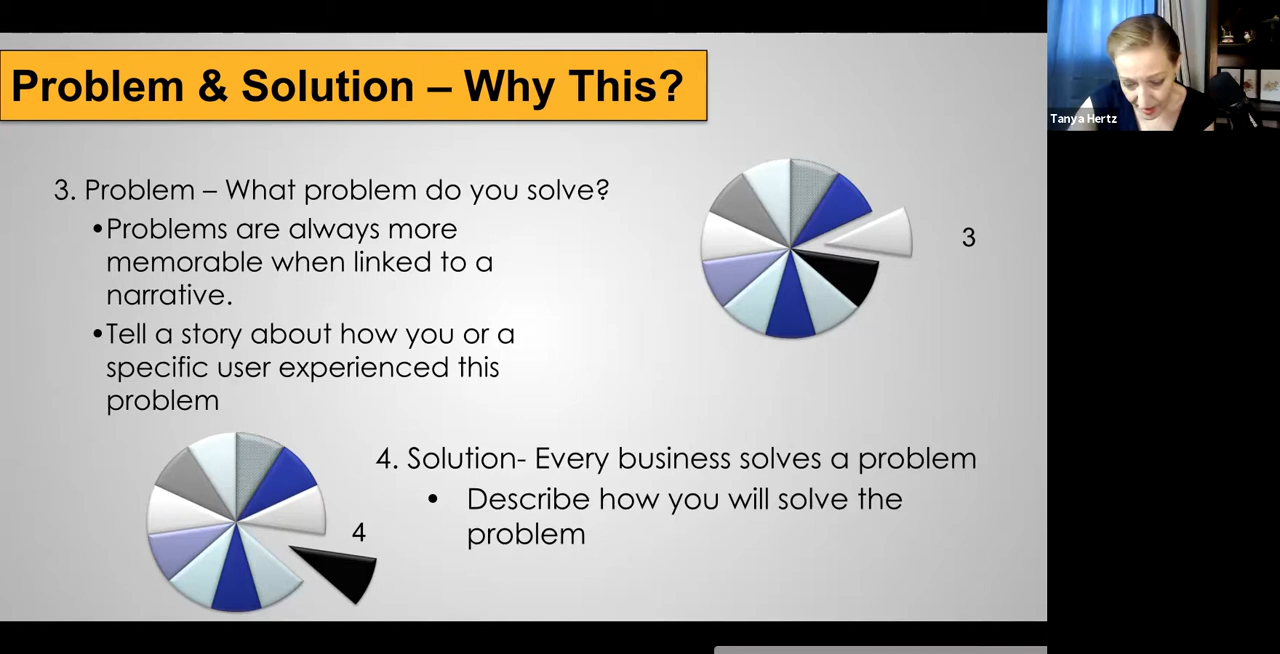 Problem & Solution – Why This?
Tanya Hertz
3. Problem – What problem do you solve?
•Problems are always more
memorable when linked to a
narrative.
•Tell a story about how you or a
specific user experienced this
problem
3
4. Solution- Every business solves a problem
• Describe how you will solve the
problem
4